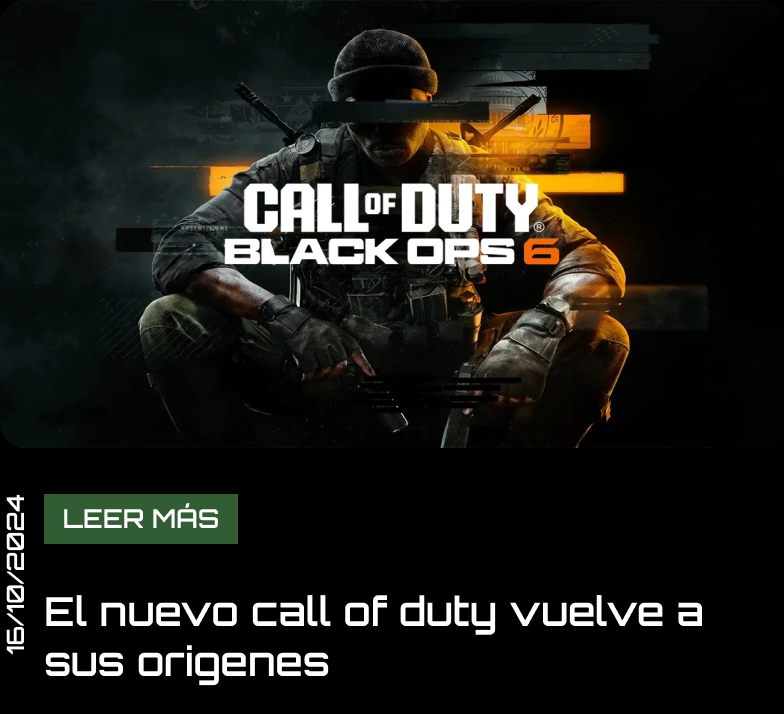 CALL OF DUTY®
BLACK OPS 6
16/10/2024
LEER MÁS
El nuevo call of duty vuelve a
sus origenes